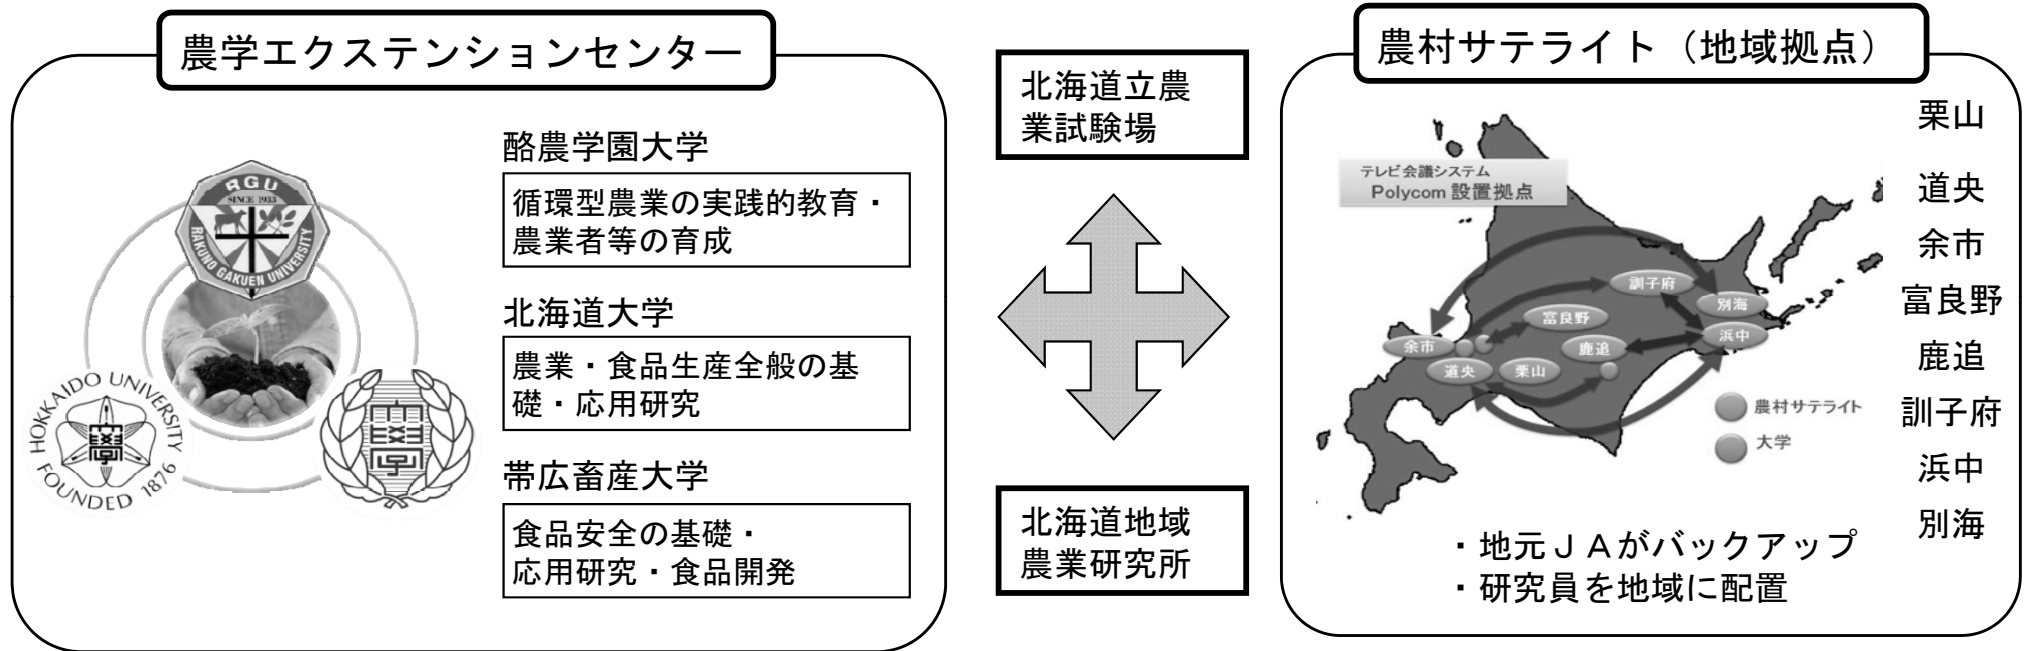 農学エクステンションセンター
RGU
SINCE 1933
RAKUNO GAKUEN UNIVERSITY
HOKKAIDO UNIVERSITY
FOUNDED 1876
酪農学園大学
循環型農業の実践的教育・
農業者等の育成
北海道大学
農業・食品生産全般の基
礎・応用研究
帯広畜産大学
食品安全の基礎・
応用研究・食品開発
北海道立農
業試験場
北海道地域
農業研究所
農村サテライト（地域拠点）
テレビ会議システム
Polycom 設置拠点
訓子府
別海
富良野
浜中
余市
鹿追
道央
栗山
農村サテライト
大学
・地元ＪＡがバックアップ
・研究員を地域に配置
栗山
道央
余市
富良野
鹿追
訓子府
浜中
別海